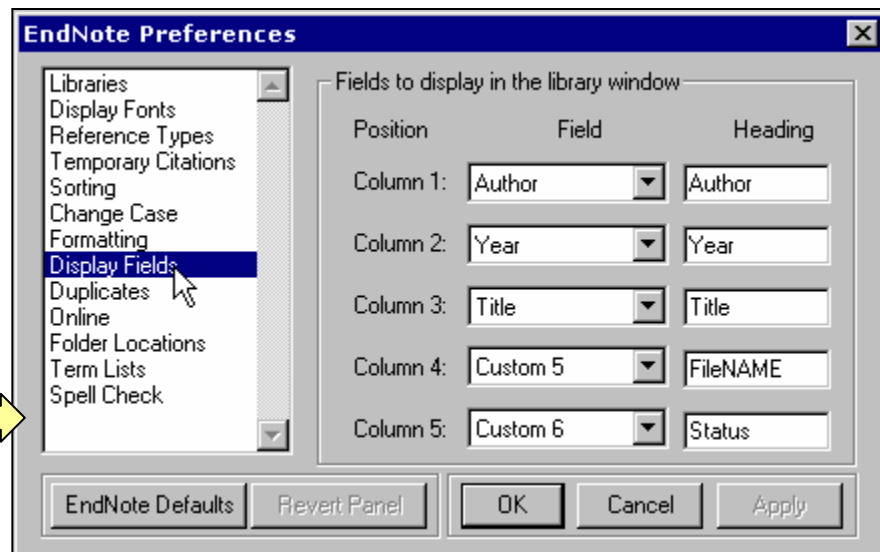 EndNote Preferences
Libraries
Display Fonts
Reference Types
Temporary Citations
Sorting
Change Case
Formatting
Display Fields
Duplicates
Online
Folder Locations
Term Lists
Spell Check
Fields to display in the library window
Position Field Heading
Column 1: Author Author
Column 2: Year Year
Column 3: Title Title
Column 4: Custom 5 FileNAME
Column 5: Custom 6 Status
EndNote Defaults Revert Panel OK Cancel Apply